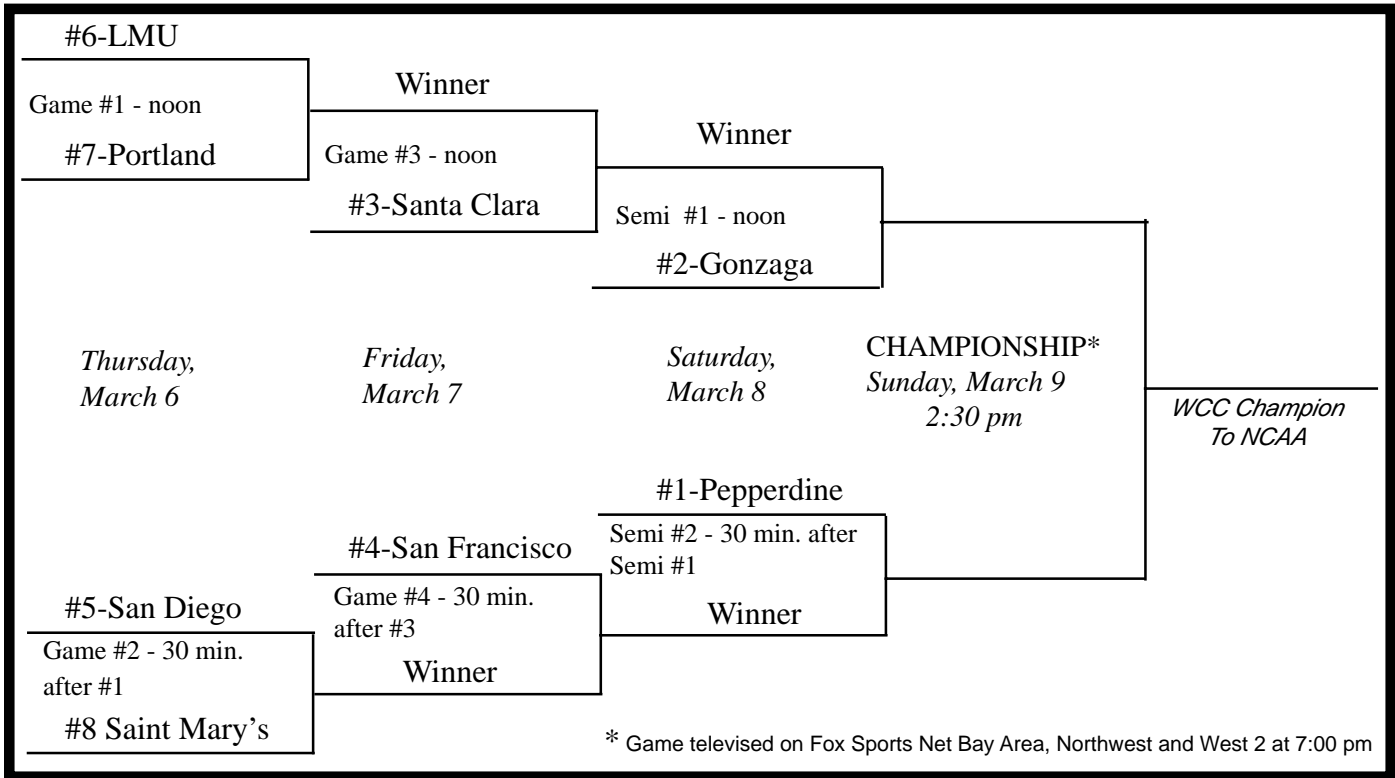 #6-LMU
Game #1 - noon
#7-Portland
Winner
Game #3 - noon
#3-Santa Clara
Winner
Semi #1 - noon
#2-Gonzaga
Thursday,
March 6
Friday,
March 7
Saturday,
March 8
CHAMPIONSHIP*
Sunday, March 9
2:30 pm
WCC Champion
To NCAA
#1-Pepperdine
Semi #2 - 30 min. after
Semi #1
Winner
#4-San Francisco
Game #4 - 30 min.
after #3
Winner
#5-San Diego
Game #2 - 30 min.
after #1
#8 Saint Mary’s
* Game televised on Fox Sports Net Bay Area, Northwest and West 2 at 7:00 pm